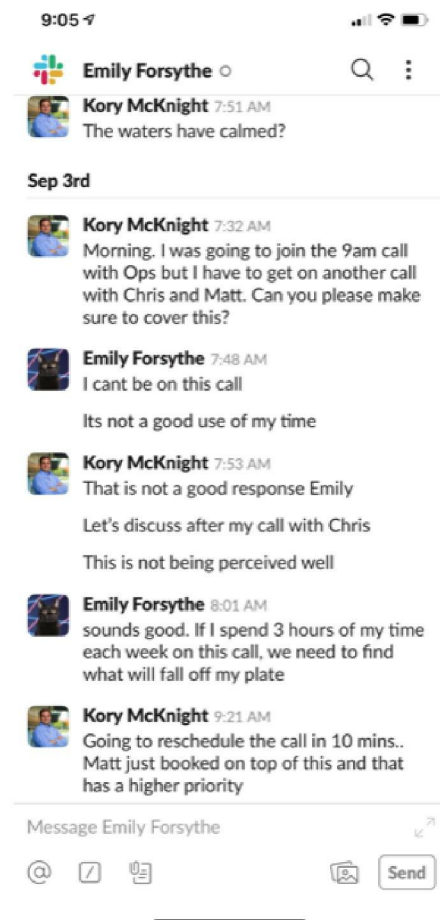 9:05
Emily Forsythe
Kory McKnight 7:51 AM
The waters have calmed?
Sep 3rd
Kory McKnight 7:32 AM
Morning. I was going to join the 9am call
with Ops but I have to get on another call
with Chris and Matt. Can you please make
sure to cover this?
Emily Forsythe 7:48 AM
I cant be on this call
Its not a good use of my time
Kory McKnight 7:53 AM
That is not a good response Emily
Let's discuss after my call with Chris
This is not being perceived well
Emily Forsythe 8:01 AM
sounds good. If I spend 3 hours of my time
each week on this call, we need to find
what will fall off my plate
Kory McKnight 9:21 AM
Going to reschedule the call in 10 mins..
Matt just booked on top of this and that
has a higher priority
Message Emily Forsythe
@
Send